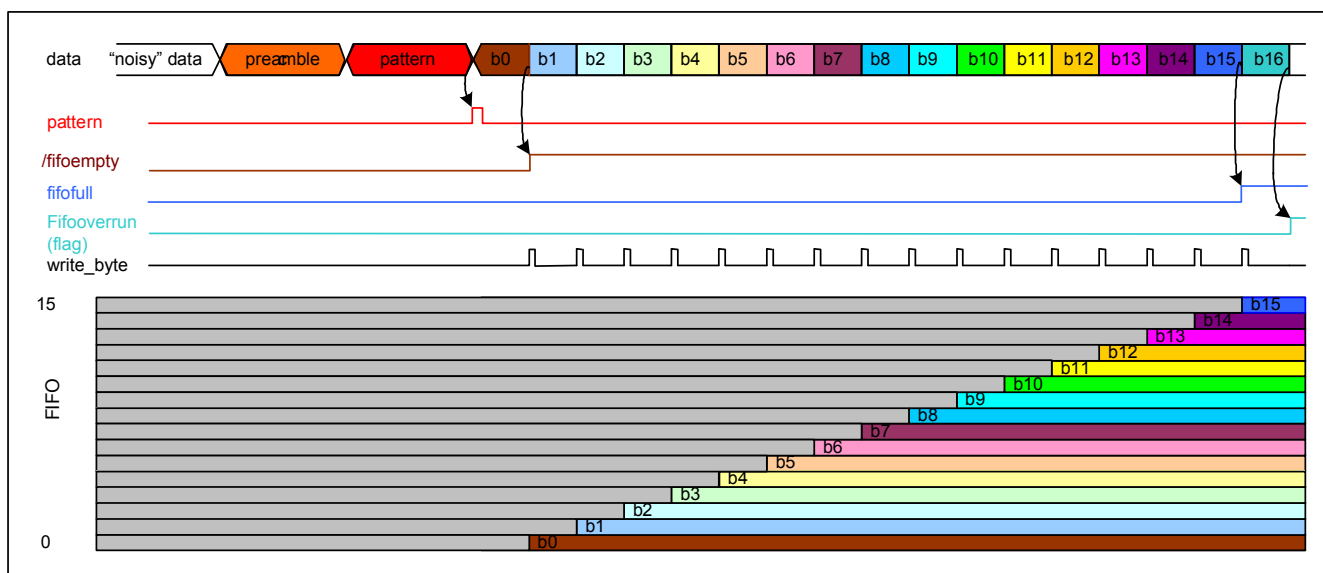 data “noisy” data preamble pattern b0 b1 b2 b3 b4 b5 b6 b7 b8 b9 b10 b11 b12 b13 b14 b15 b16
pattern
/fifoempty
fifofull
Fifooverrun
(flag)
write_byte
15
b15
b14
b13
b12
b11
b10
FIFO
b9
b8
b7
b6
b5
b4
b3
b2
b1
0
b0